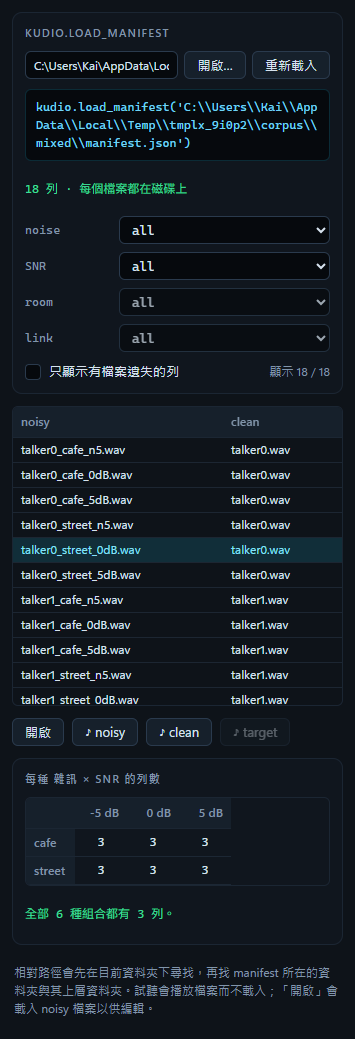 KUDIO.LOAD_MANIFEST
C:\Users\Kai\AppData\Loc 開啟... 重新載入
kudio.load_manifest('C:\\Users\\Kai\\App
Data\\Local\\Temp\\tmplx_9i0p2\\corpus\\
mixed\\manifest.json')
18 列 · 每個檔案都在磁碟上
noise all
SNR all
room all
link all
只顯示有檔案遺失的列 顯示 18 / 18
noisy clean
talker0_cafe_n5.wav talker0.wav
talker0_cafe_0dB.wav talker0.wav
talker0_cafe_5dB.wav talker0.wav
talker0_street_n5.wav talker0.wav
talker0_street_0dB.wav talker0.wav
talker0_street_5dB.wav talker0.wav
talker1_cafe_n5.wav talker1.wav
talker1_cafe_0dB.wav talker1.wav
talker1_cafe_5dB.wav talker1.wav
talker1_street_n5.wav talker1.wav
talker1_street_0dB.wav talker1.wav
開啟 ♪ noisy ♪ clean ♪ target
每種 雜訊 × SNR 的列數
-5 dB 0 dB 5 dB
cafe 3 3 3
street 3 3 3
全部 6 種組合都有 3 列。
相對路徑會先在目前資料夾下尋找，再找 manifest 所在的資
料夾與其上層資料夾。試聽會播放檔案而不載入；「開啟」會
載入 noisy 檔案以供編輯。